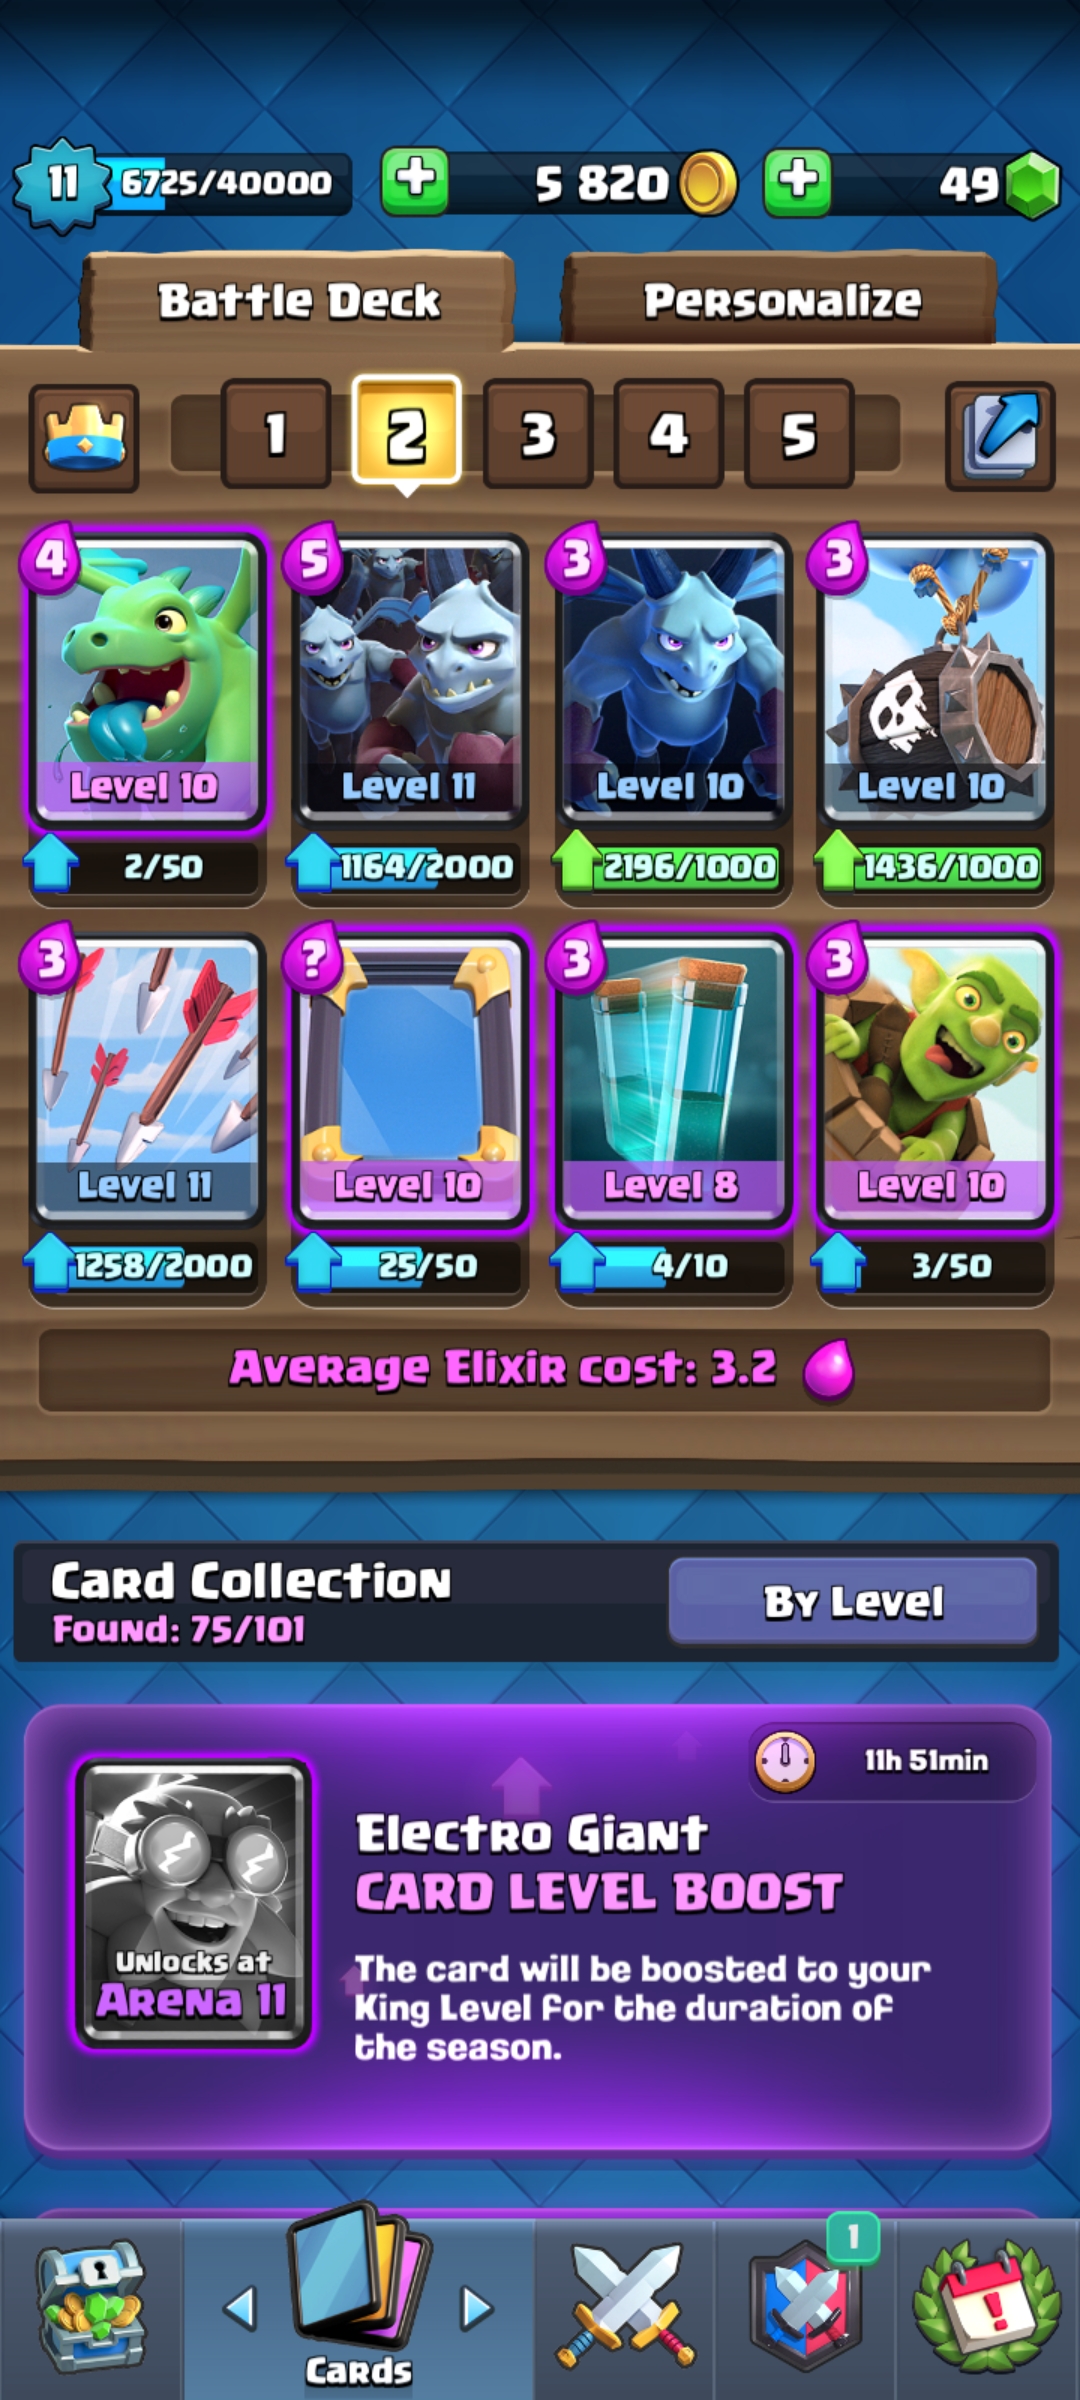 11
6725/40000
5 820
49
Battle Deck
Personalize
1
2
3
4
5
4
5
3
3
Level 10
Level 11
Level 10
Level 10
2/50
1164/2000
2196/1000
1436/1000
3
?
3
3
Level 11
Level 10
Level 8
Level 10
1258/2000
25/50
4/10
3/50
Average Elixir cost: 3.2
Card Collection
Found: 75/101
By Level
11h 51min
Electro Giant
CARD LEVEL BOOST
The card will be boosted to your
King Level for the duration of
the season.
Unlocks at
Arena 11
1
Cards